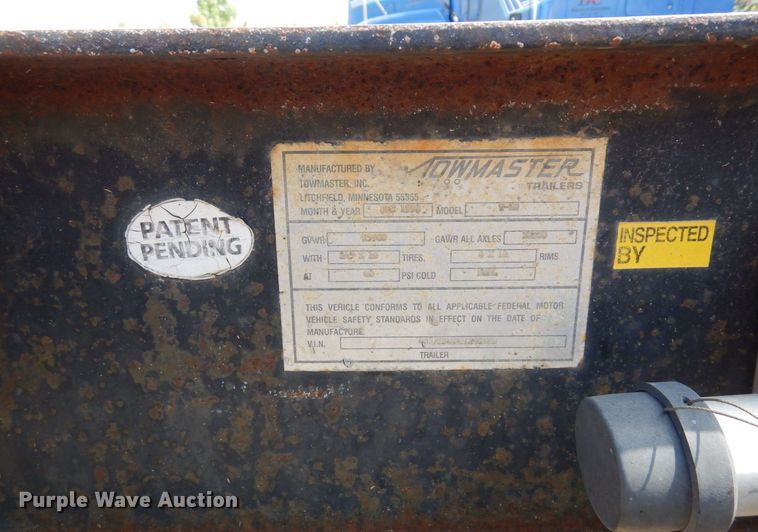 MANUFACTURED BY TOWMASTER
TOWMASTER, INC. TRAILERS
LITCHFIELD, MINNESOTA 55355
MONTH & YEAR MODEL
GVWR GAWR ALL AXLES
WITH TIRES, RIMS
AT PSI COLD
THIS VEHICLE CONFORMS TO ALL APPLICABLE FEDERAL MOTOR
VEHICLE SAFETY STANDARDS IN EFFECT ON THE DATE OF
MANUFACTURE
V.I.N.
TRAILER
PATENT
PENDING
INSPECTED
BY
Purple Wave Auction